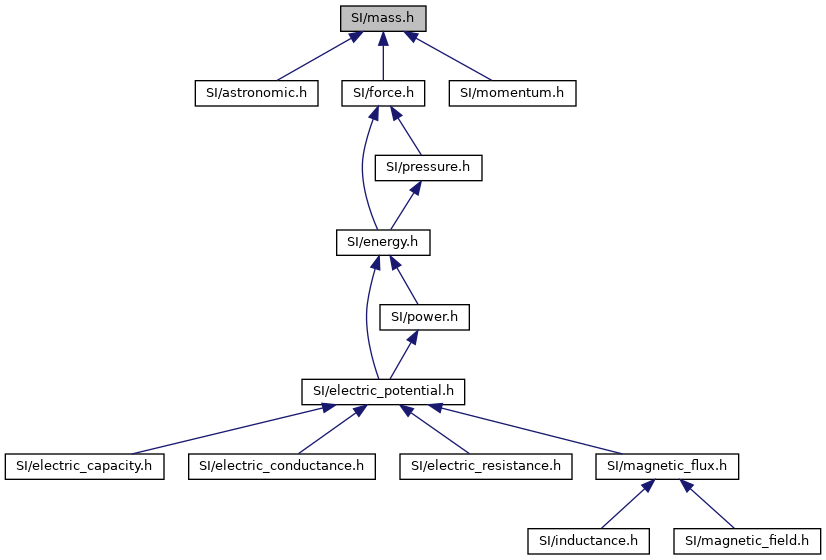 SI/mass.h
SI/astronomic.h
SI/force.h
SI/momentum.h
SI/pressure.h
SI/energy.h
SI/power.h
SI/electric_potential.h
SI/electric_capacity.h
SI/electric_conductance.h
SI/electric_resistance.h
SI/magnetic_flux.h
SI/inductance.h
SI/magnetic_field.h